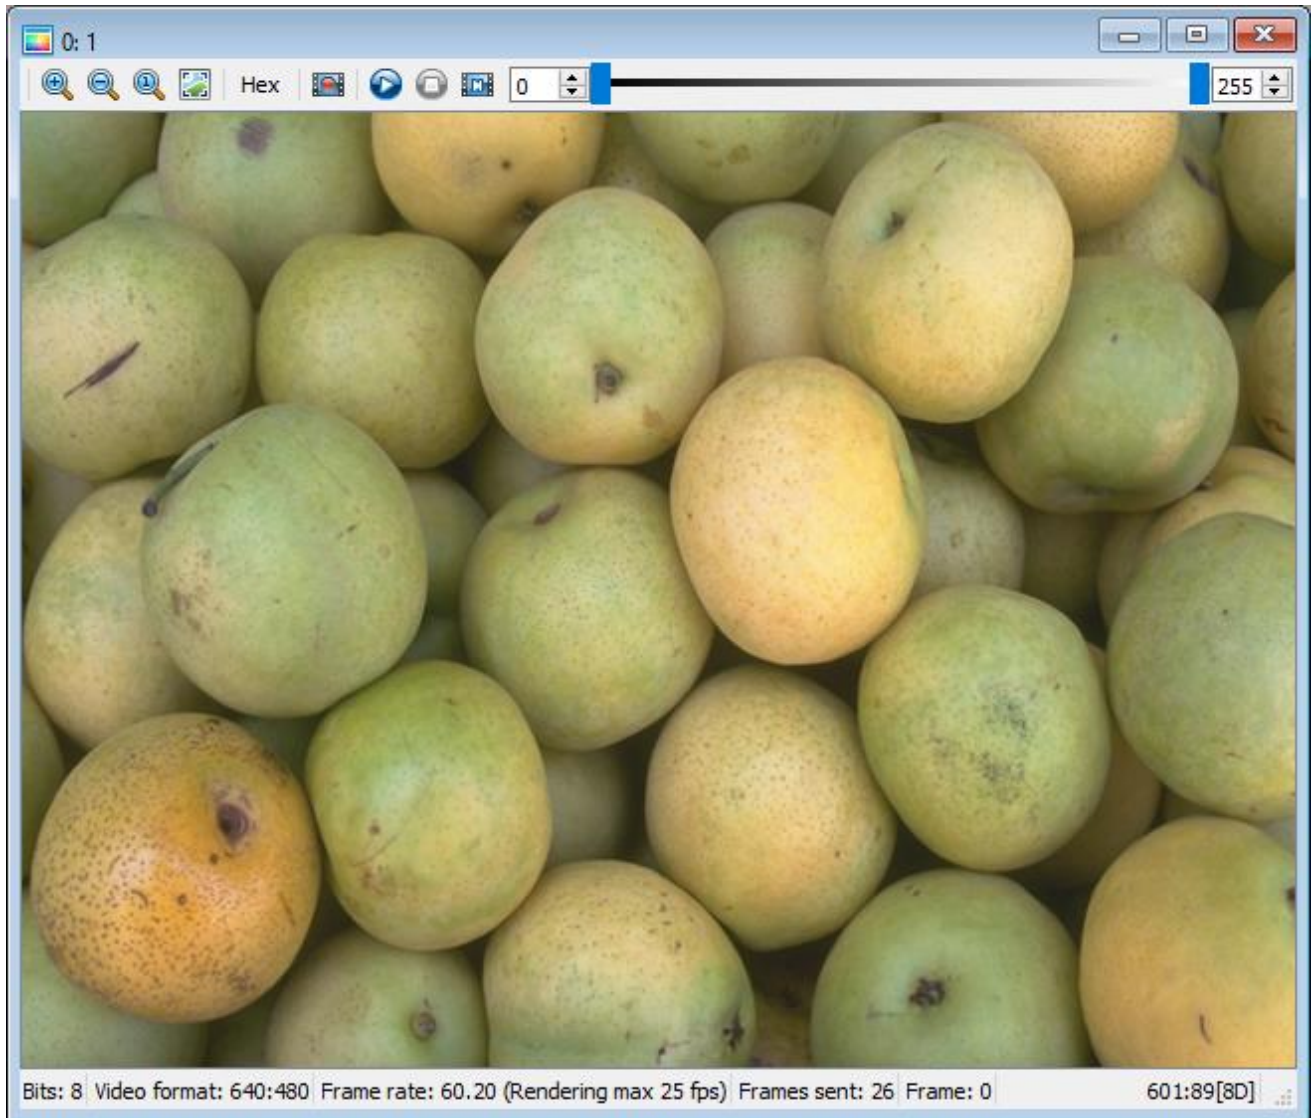 0: 1
Hex 0 255
Bits: 8 Video format: 640:480 Frame rate: 60.20 (Rendering max 25 fps) Frames sent: 26 Frame: 0 601:89[8D]